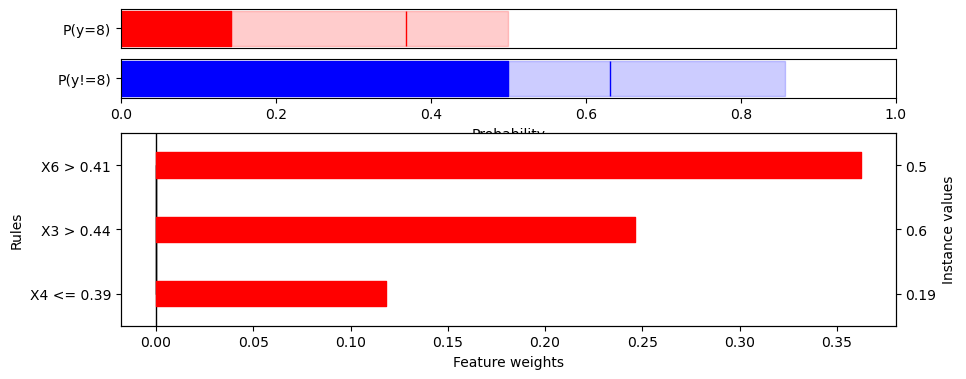 P(y=8)
P(y!=8)
0.0 0.2 0.4 0.6 0.8 1.0
Probability
X6 > 0.41 0.5
X3 > 0.44 0.6
X4 <= 0.39 0.19
Rules
Instance values
0.00 0.05 0.10 0.15 0.20 0.25 0.30 0.35
Feature weights